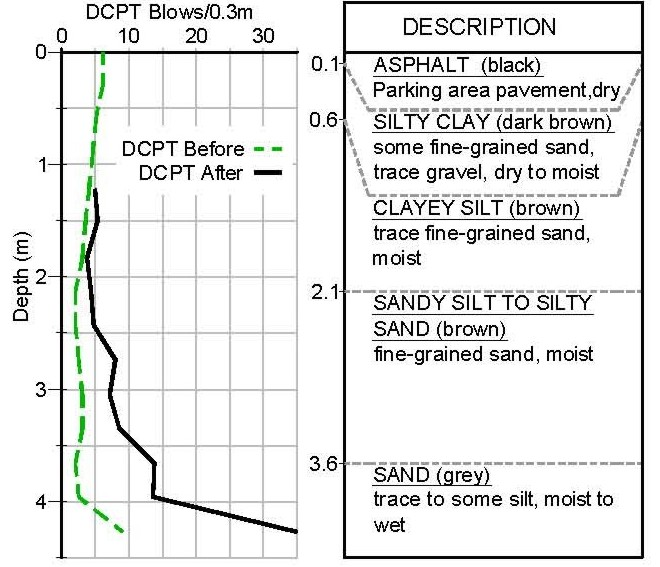 DCPT Blows/0.3m
0 10 20 30
0
1
2
3
4
Depth (m)
DCPT Before
DCPT After
DESCRIPTION
0.1
ASPHALT (black)
Parking area pavement,dry
0.6
SILTY CLAY (dark brown)
some fine-grained sand,
trace gravel, dry to moist
CLAYEY SILT (brown)
trace fine-grained sand,
moist
2.1
SANDY SILT TO SILTY
SAND (brown)
fine-grained sand, moist
3.6
SAND (grey)
trace to some silt, moist to
wet